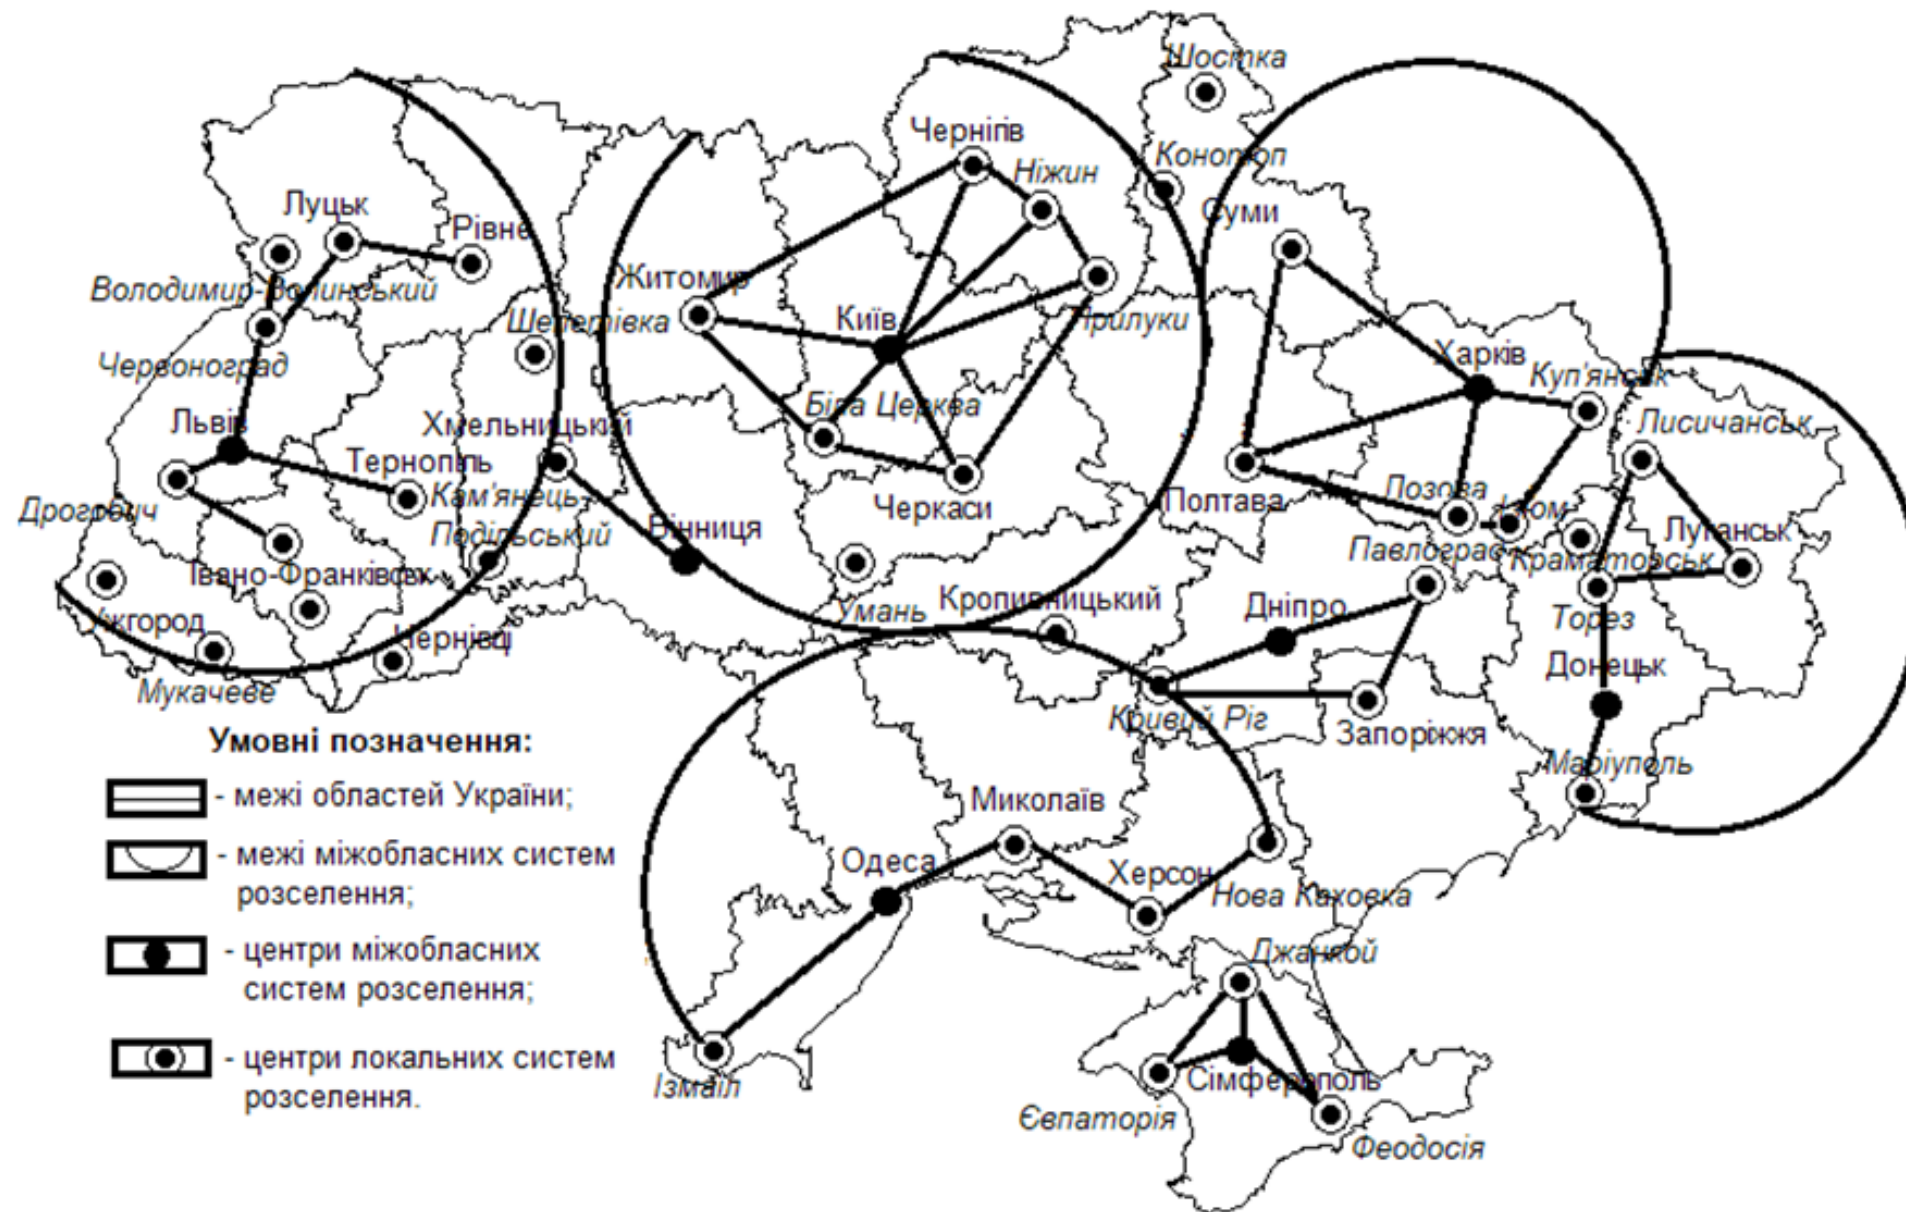 Шостка
Чернігів
Ніжин
Конотоп
Луцьк
Рівне
Суми
Житомир
Володимир-Волинський
Шепетівка
Київ
Прилуки
Червоноград
Харків
Куп'янськ
Біла Церква
Львів
Хмельницький
Лисичанськ
Тернопіль
Кам'янець-
Подільський
Дрогобич
Черкаси
Полтава
Лозова
Ізюм
Вінниця
Луганськ
Павлоград
Краматорськ
Івано-Франківськ
Умань
Кропивницький
Дніпро
Торез
Ужгород
Чернівці
Донецьк
Мукачеве
Кривий Ріг
Запоріжжя
Маріуполь
Умовні позначення:
- межі областей України;
- межі міжобласних систем
розселення;
- центри міжобласних
систем розселення;
- центри локальних систем
розселення.
Миколаїв
Одеса
Херсон
Нова Каховка
Джанкой
Ізмаїл
Сімферополь
Євпаторія
Феодосія